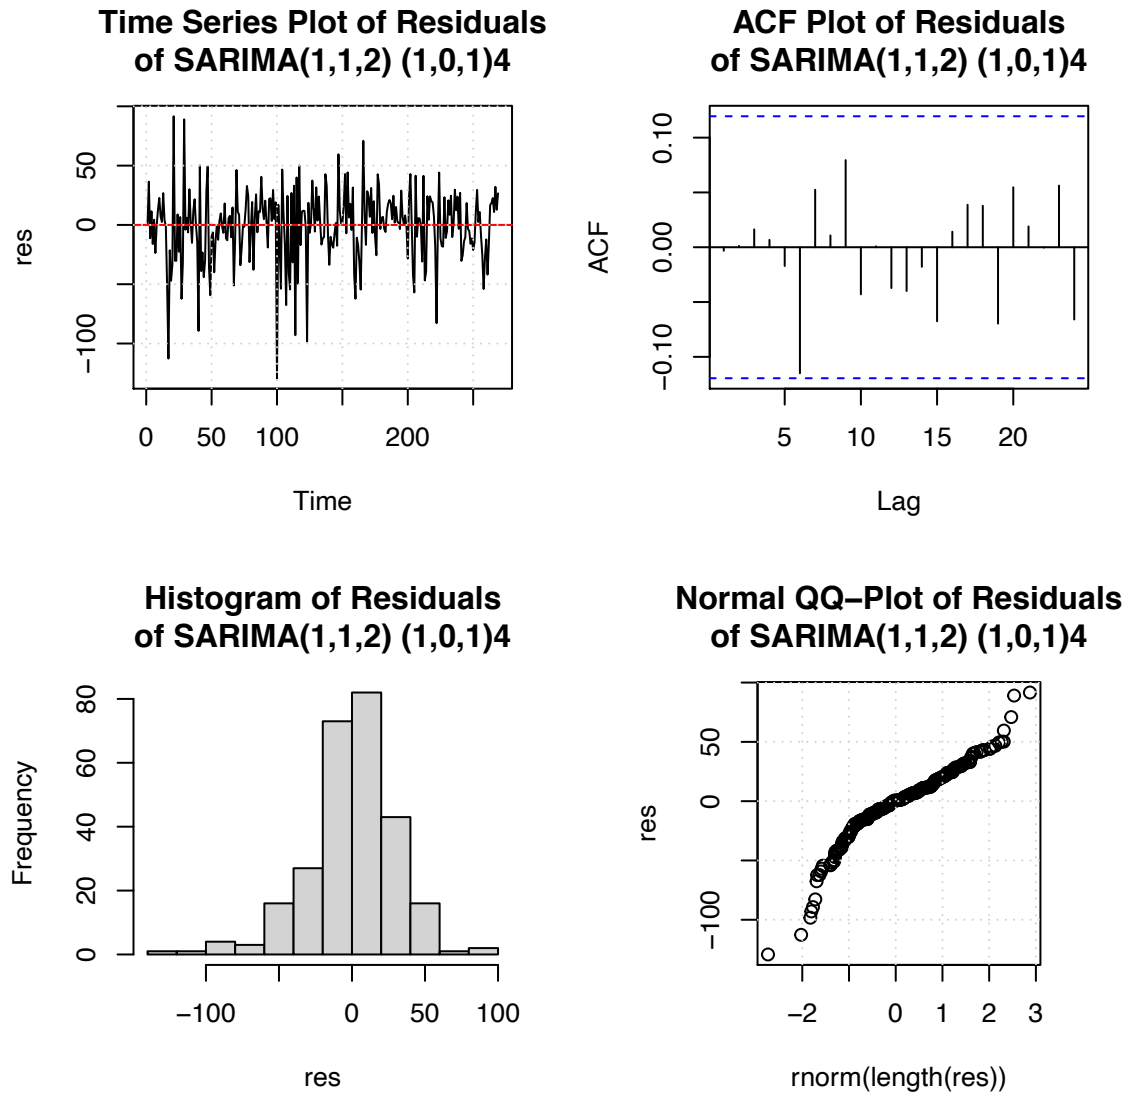 Time Series Plot of Residuals
of SARIMA(1,1,2) (1,0,1)4
res
50
0
−100
0 50 100 200
Time
ACF Plot of Residuals
of SARIMA(1,1,2) (1,0,1)4
ACF
0.10
0.00
−0.10
5 10 15 20
Lag
Histogram of Residuals
of SARIMA(1,1,2) (1,0,1)4
Frequency
80
60
40
20
0
−100 0 50 100
res
Normal QQ−Plot of Residuals
of SARIMA(1,1,2) (1,0,1)4
res
50
0
−100
−2 0 1 2 3
rnorm(length(res))